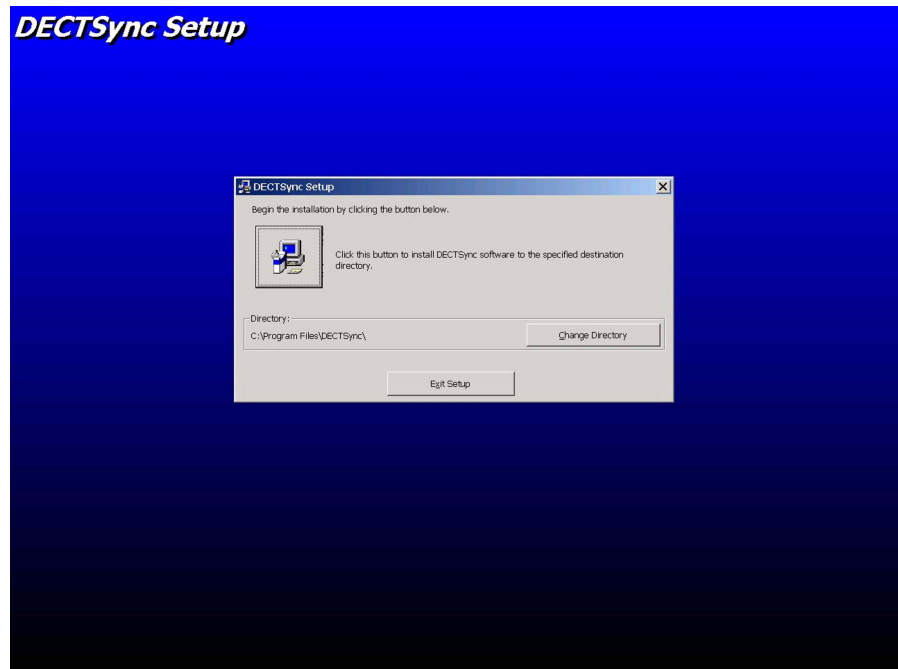 DECTSync Setup
DECTSync Setup
Begin the installation by clicking the button below.
Click this button to install DECTSync software to the specified destination
directory.
Directory:
C:\Program Files\DECTSync\
Change Directory
Exit Setup